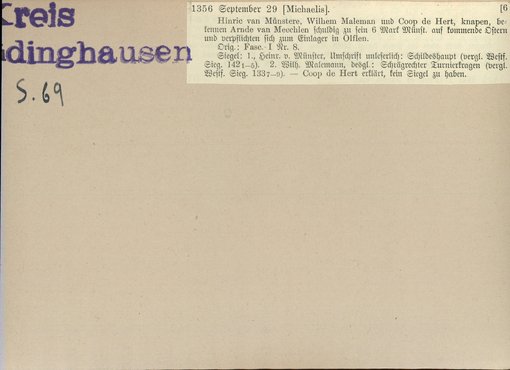 Kreis
dinghausen
S. 69
1356 September 29 [Michaelis]. [6
Hinric van Münstere, Wilhem Maleman und Coop de Hert, knapen, be-
kennen Arnde van Meochlen schuldig zu sein 6 Mark Münst. auf kommende Ostern
und verpflichten sich zum Einlager in Olflen.
Orig.: Fasc. I Nr. 8.
Siegel: 1., Heinr. v. Münster, Umschrift unleserlich: Schildeshaupt (vergl. Westf.
Sieg. 142 1–5). 2. Wilh. Malemann, desgl.: Schrägrechter Turnierkragen (vergl.
Westf. Sieg. 133 7–9). — Coop de Hert erklärt, kein Siegel zu haben.